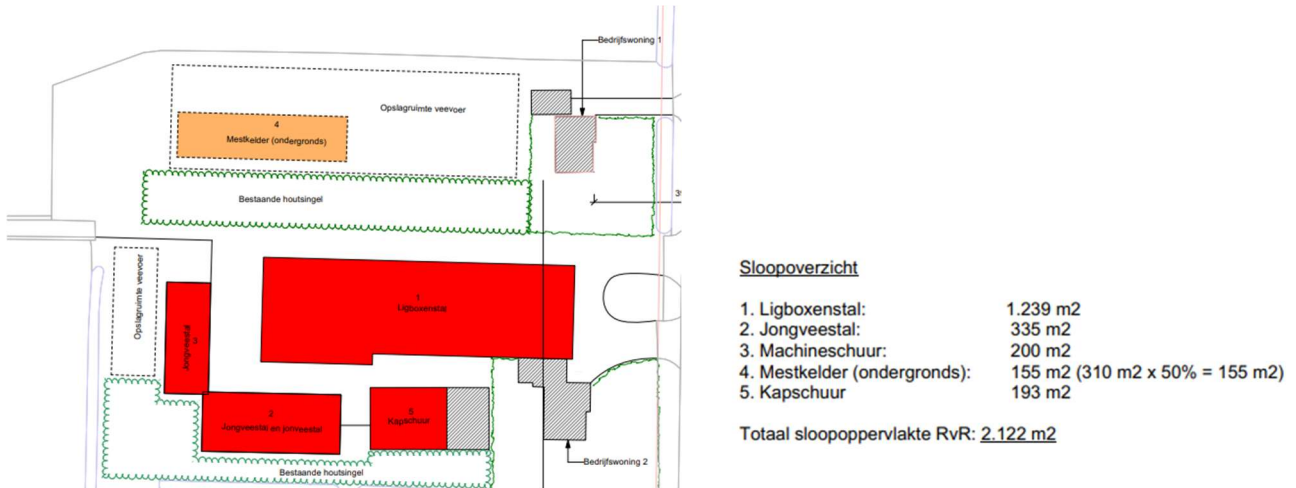 Bedrijfswoning 1
Opslagruimte veevoer
4
Mestkelder (ondergronds)
Bestaande houtsingel
Opslagruimte veevoer
1
Ligboxenstal
Jongveestal
3
2
Jongveestal en jonveestal
5
Kapschuur
Bestaande houtsingel
Bedrijfswoning 2
Sloopoverzicht
1. Ligboxenstal: 1.239 m2
2. Jongveestal: 335 m2
3. Machineschuur: 200 m2
4. Mestkelder (ondergronds): 155 m2 (310 m2 x 50% = 155 m2)
5. Kapschuur 193 m2
Totaal sloopoppervlakte RvR: 2.122 m2